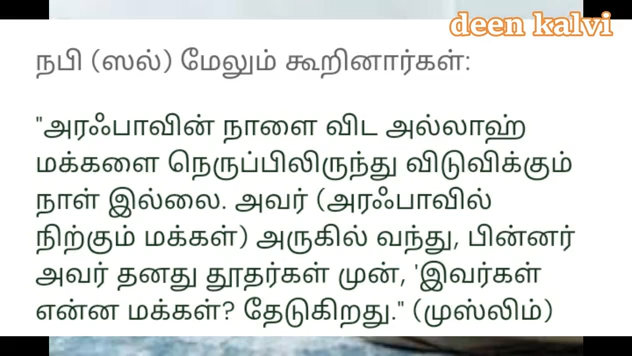 deen kalvi
நபி (ஸல்) மேலும் கூறினார்கள்:
"அரஃபாவின் நாளை விட அல்லாஹ்
மக்களை நெருப்பிலிருந்து விடுவிக்கும்
நாள் இல்லை. அவர் (அரஃபாவில்
நிற்கும் மக்கள்) அருகில் வந்து, பின்னர்
அவர் தனது தூதர்கள் முன், 'இவர்கள்
என்ன மக்கள்? தேடுகிறது." (முஸ்லிம்)